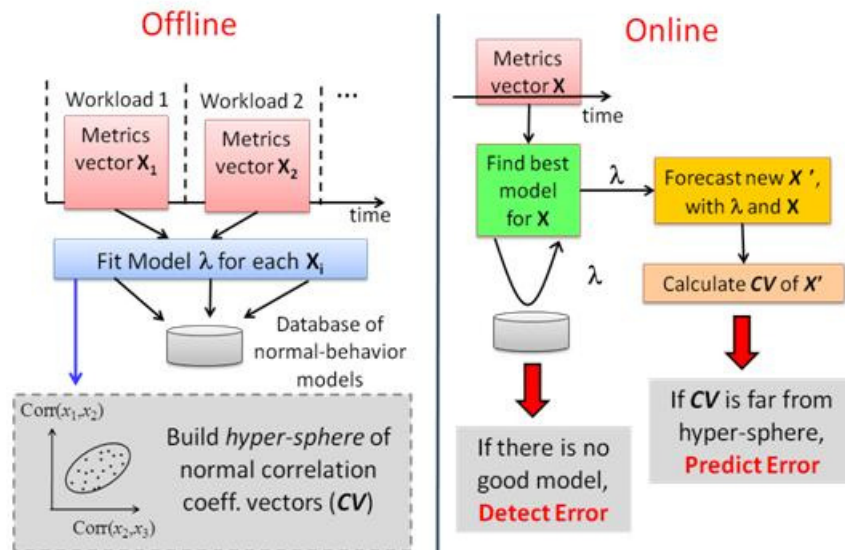 Offline
Workload 1
Workload 2
...
Metrics
vector X₁
Metrics
vector X₂
time
Fit Model λ for each Xᵢ
Database of
normal-behavior
models
Corr(x₁,x₂)
Corr(x₂,x₃)
Build hyper-sphere of
normal correlation
coeff. vectors (CV)
Online
Metrics
vector X
time
Find best
model
for X
λ
Forecast new X ',
with λ and X
λ
Calculate CV of X'
If there is no
good model,
Detect Error
If CV is far from
hyper-sphere,
Predict Error